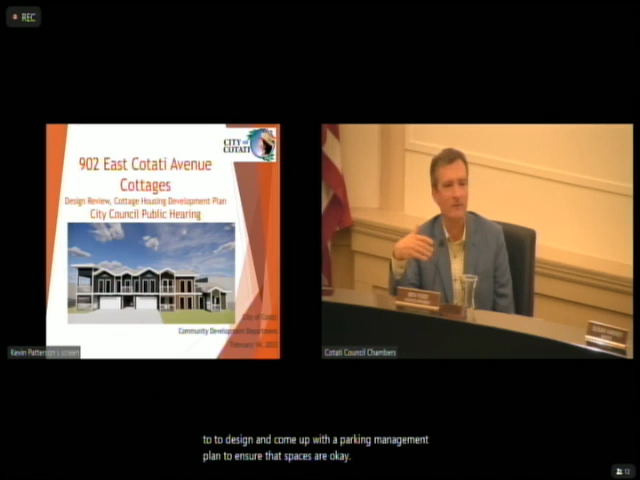 REC
CITY of
COTATI
902 East Cotati Avenue
Cottages
Design Review, Cottage Housing Development Plan
City Council Public Hearing
City of Cotati
Community Development Department
Kevin Patterson's screen
Cotati Council Chambers
to to design and come up with a parking management
plan to ensure that spaces are okay.